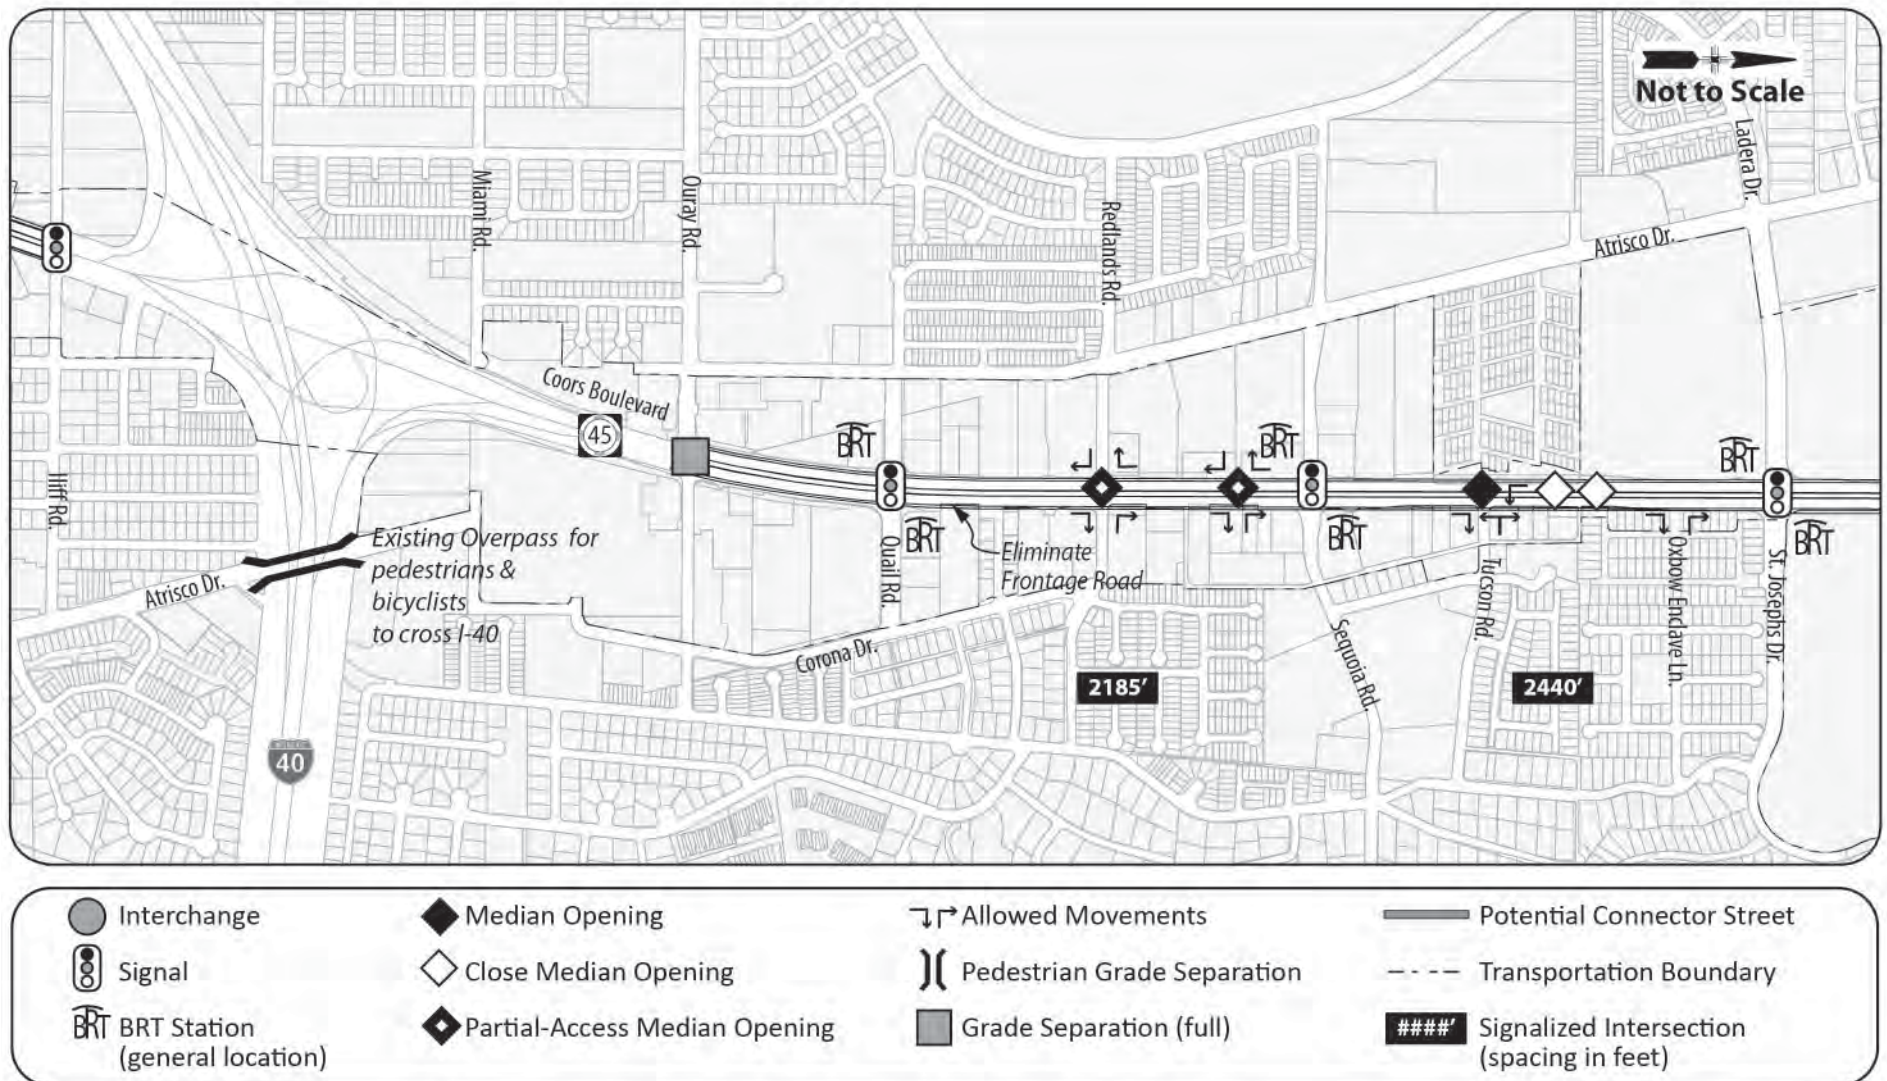 Not to Scale
Ladera Dr.
Miami Rd.
Ouray Rd.
Redlands Rd.
Atrisco Dr.
Coors Boulevard
45
BRT
BRT
BRT
Iliff Rd.
Existing Overpass for
pedestrians &
bicyclists
to cross I-40
Atrisco Dr.
BRT
Quail Rd.
Eliminate
Frontage Road
BRT
BRT
Tucson Rd.
Oxbow Enclave Ln.
St. Josephs Dr.
Corona Dr.
Sequoia Rd.
2185'
2440'
INTERSTATE
40
Interchange
Signal
BRT BRT Station
(general location)
Median Opening
Close Median Opening
Partial-Access Median Opening
Allowed Movements
Pedestrian Grade Separation
Grade Separation (full)
Potential Connector Street
Transportation Boundary
####' Signalized Intersection
(spacing in feet)